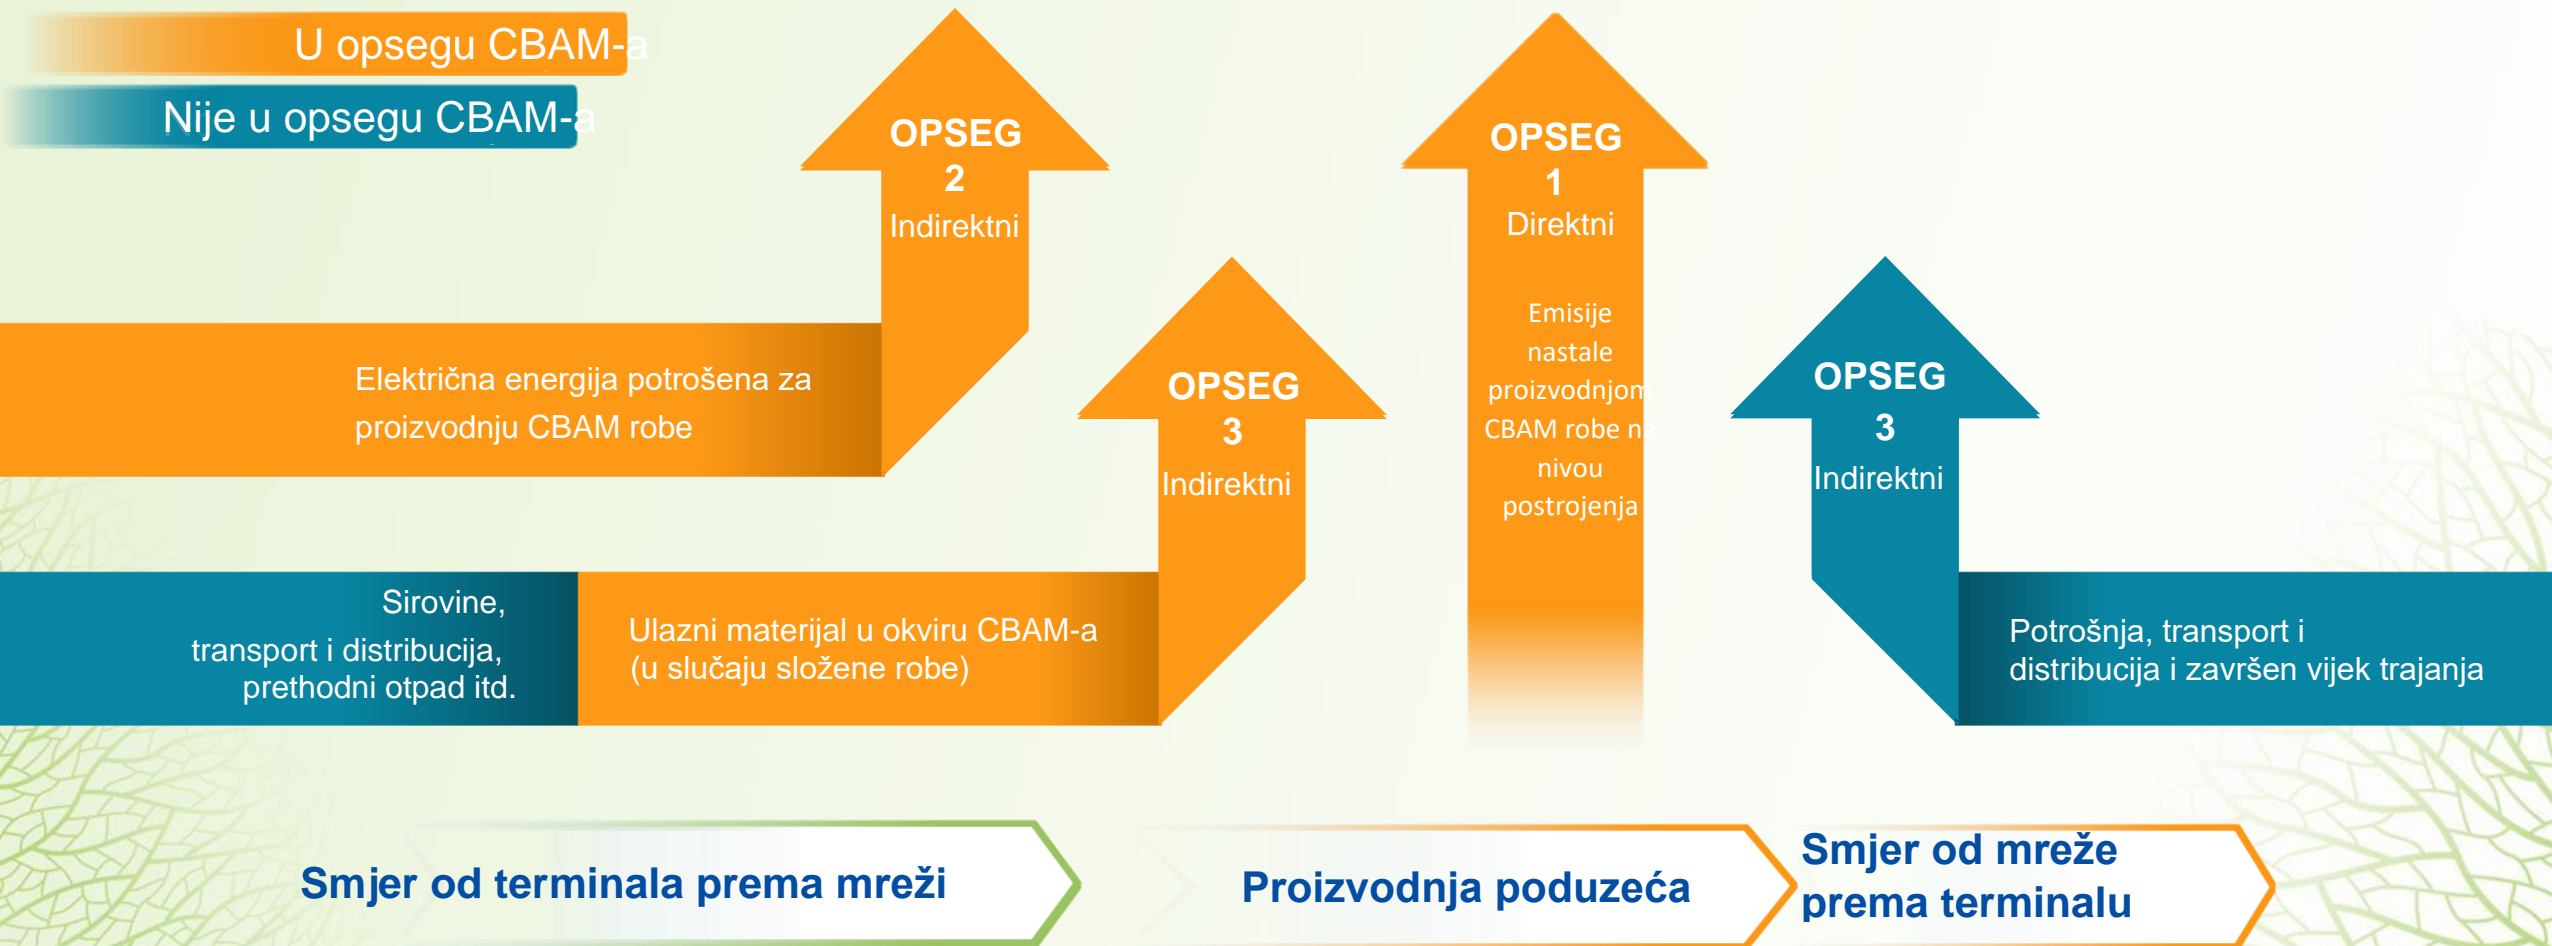 U opsegu CBAM-a
Nije u opsegu CBAM-a
OPSEG
2
Indirektni
Električna energija potrošena za
proizvodnju CBAM robe
OPSEG
3
Indirektni
Sirovine,
transport i distribucija,
prethodni otpad itd.
Ulazni materijal u okviru CBAM-a
(u slučaju složene robe)
OPSEG
1
Direktni
Emisije
nastale
proizvodnjom
CBAM robe na
nivou
postrojenja
OPSEG
3
Indirektni
Potrošnja, transport i
distribucija i završen vijek trajanja
Smjer od terminala prema mreži
Proizvodnja poduzeća
Smjer od mreže
prema terminalu